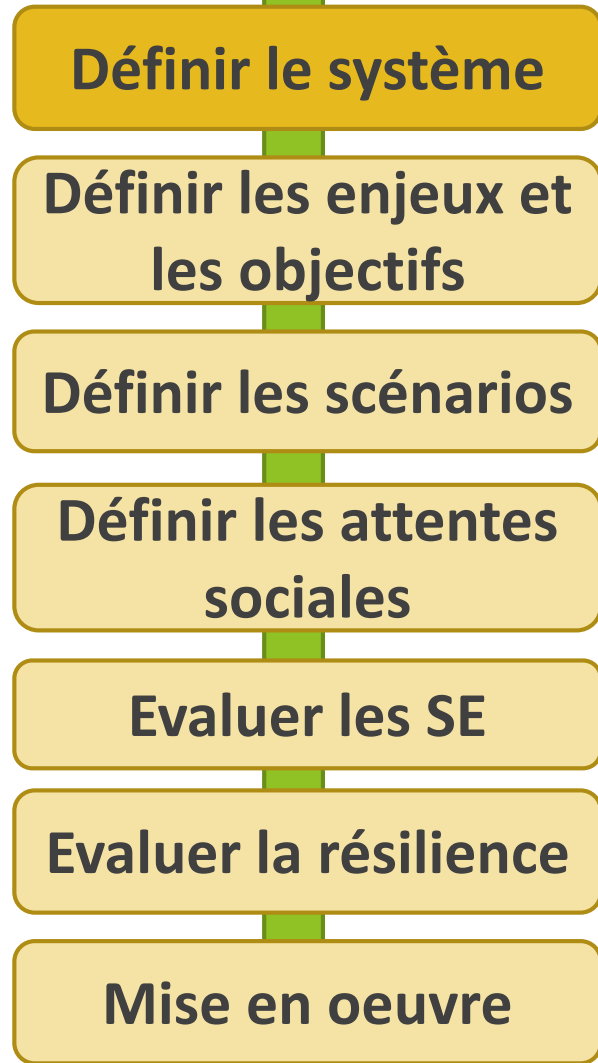 Définir le système
Définir les enjeux et
les objectifs
Définir les scénarios
Définir les attentes
sociales
Evaluer les SE
Evaluer la résilience
Mise en oeuvre